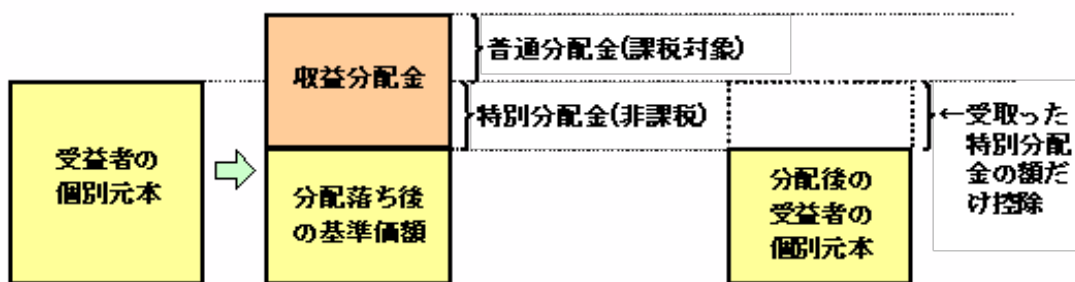 受益者の
個別元本
収益分配金
分配落ち後
の基準価額
普通分配金(課税対象)
特別分配金(非課税)
分配後の
受益者の
個別元本
←受取った
特別分配
金の額だ
け控除